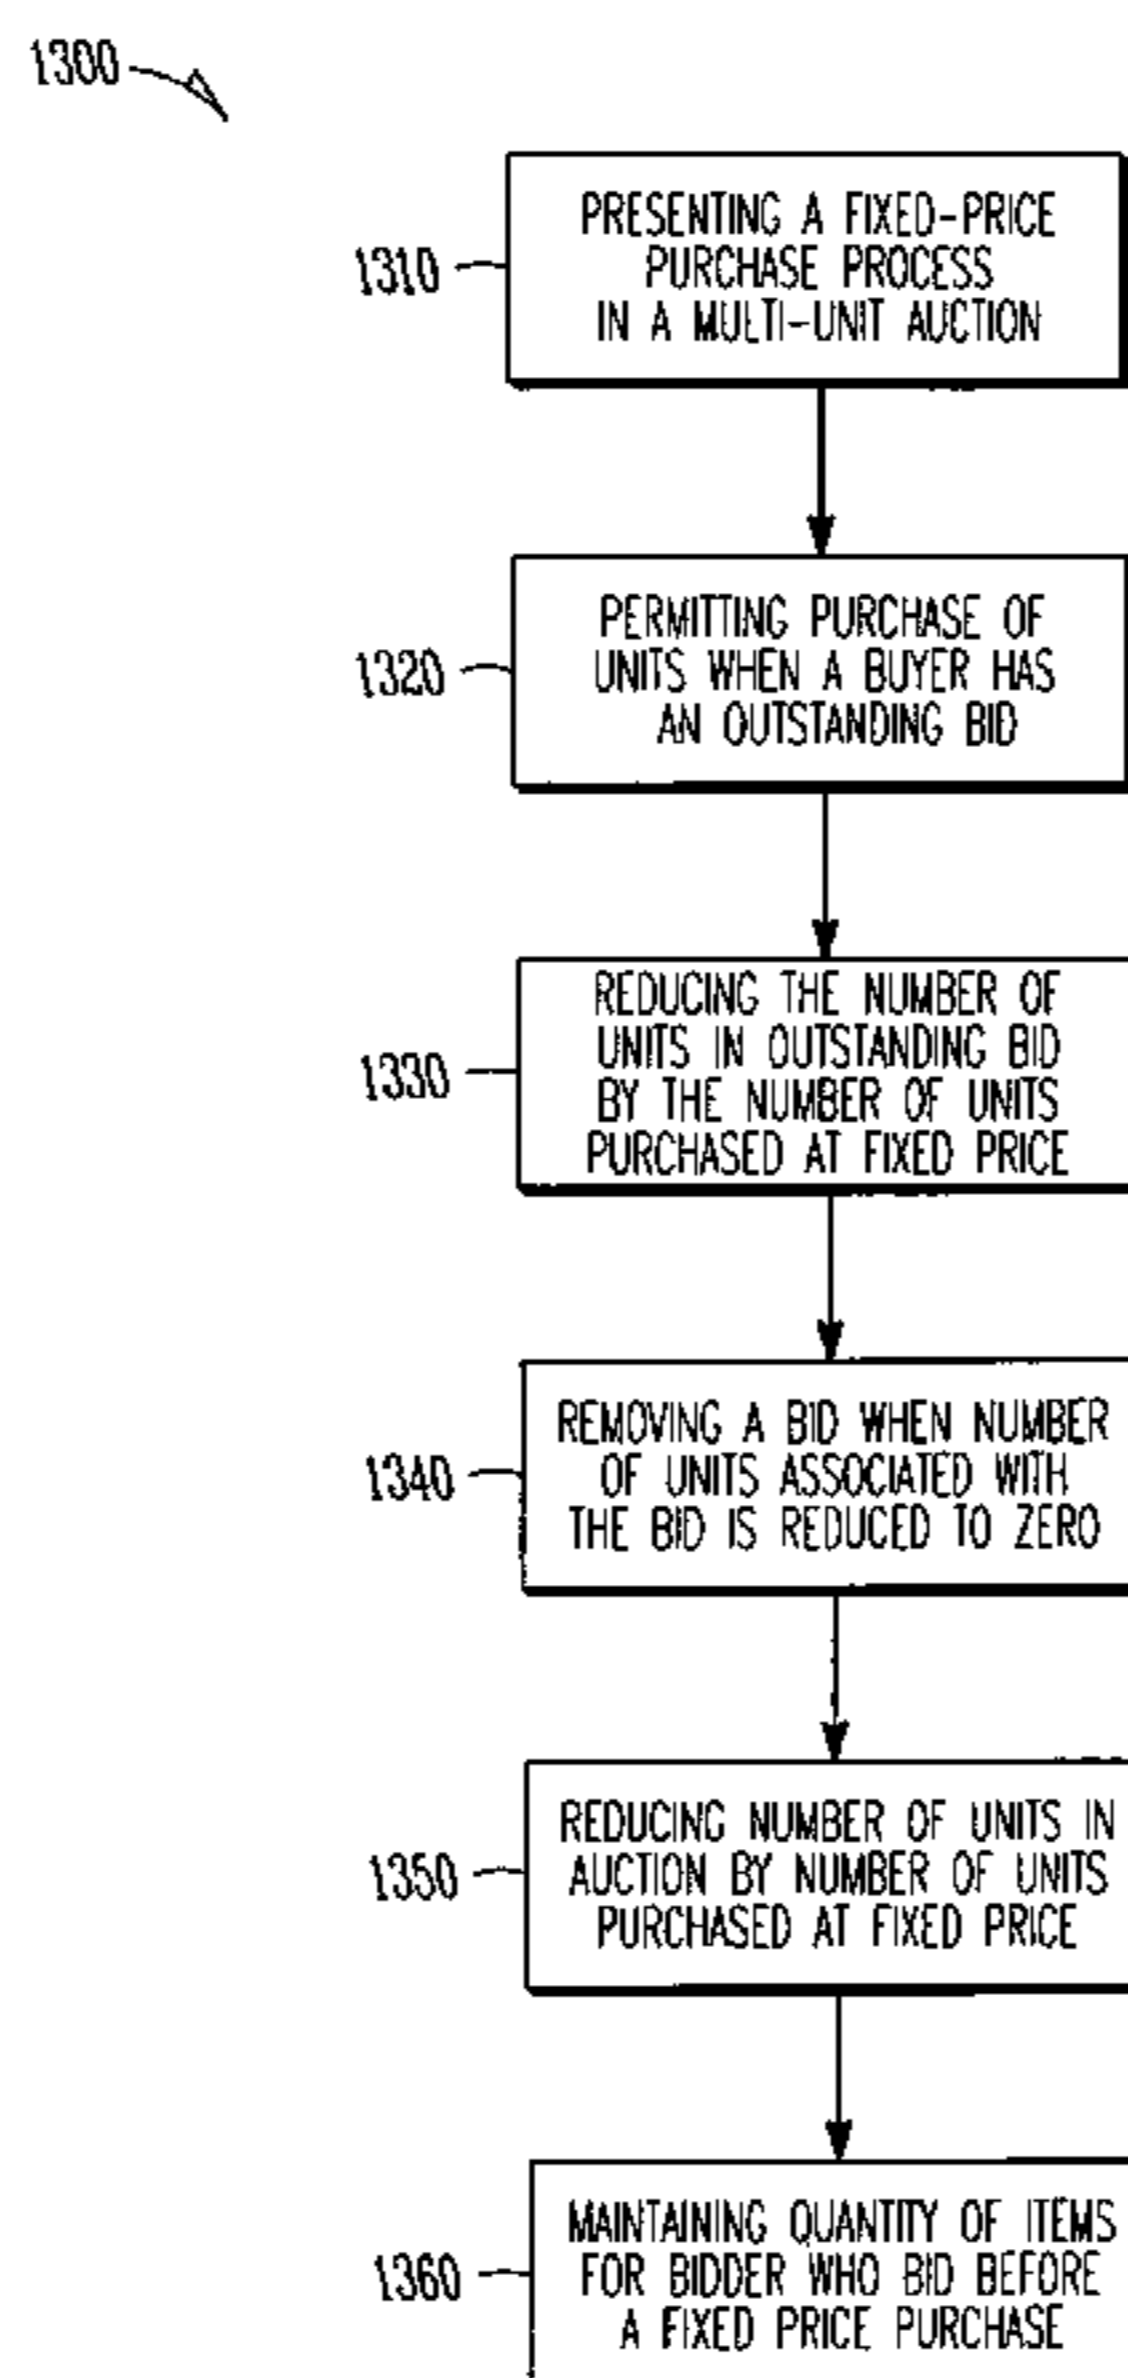 1300
1310
PRESENTING A FIXED-PRICE
PURCHASE PROCESS
IN A MULTI-UNIT AUCTION
1320
PERMITTING PURCHASE OF
UNITS WHEN A BUYER HAS
AN OUTSTANDING BID
1330
REDUCING THE NUMBER OF
UNITS IN OUTSTANDING BID
BY THE NUMBER OF UNITS
PURCHASED AT FIXED PRICE
1340
REMOVING A BID WHEN NUMBER
OF UNITS ASSOCIATED WITH
THE BID IS REDUCED TO ZERO
1350
REDUCING NUMBER OF UNITS IN
AUCTION BY NUMBER OF UNITS
PURCHASED AT FIXED PRICE
1360
MAINTAINING QUANTITY OF ITEMS
FOR BIDDER WHO BID BEFORE
A FIXED PRICE PURCHASE